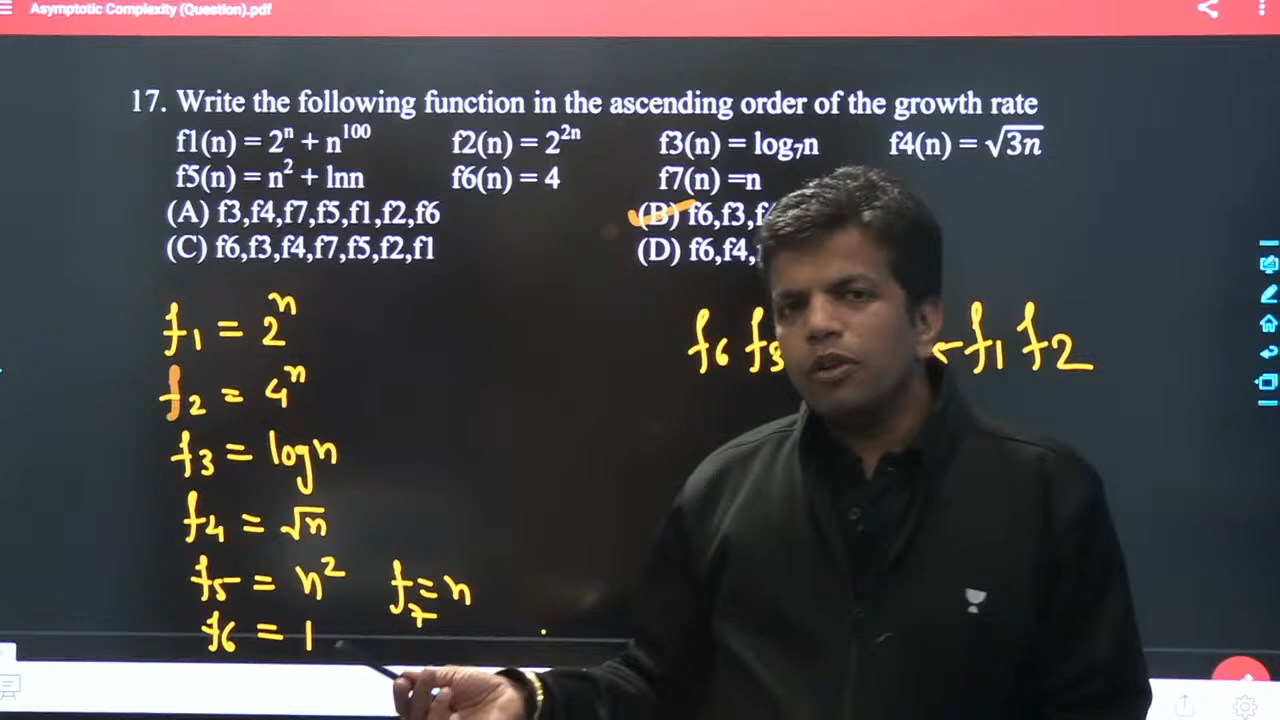 Asymptotic Complexity (Question).pdf
17. Write the following function in the ascending order of the growth rate
f1(n) = 2ⁿ + n¹⁰⁰ f2(n) = 2²ⁿ f3(n) = log₇n f4(n) = √3n
f5(n) = n² + lnn f6(n) = 4 f7(n) =n
(A) f3,f4,f7,f5,f1,f2,f6 (B) f6,f3,
(C) f6,f3,f4,f7,f5,f2,f1 (D) f6,f4,
f₁ = 2ⁿ
f6 f3 ←f1 f2
f₂ = 4ⁿ
f₃ = logn
f₄ = √n
f5 = n² f₇ = n
f6 = 1